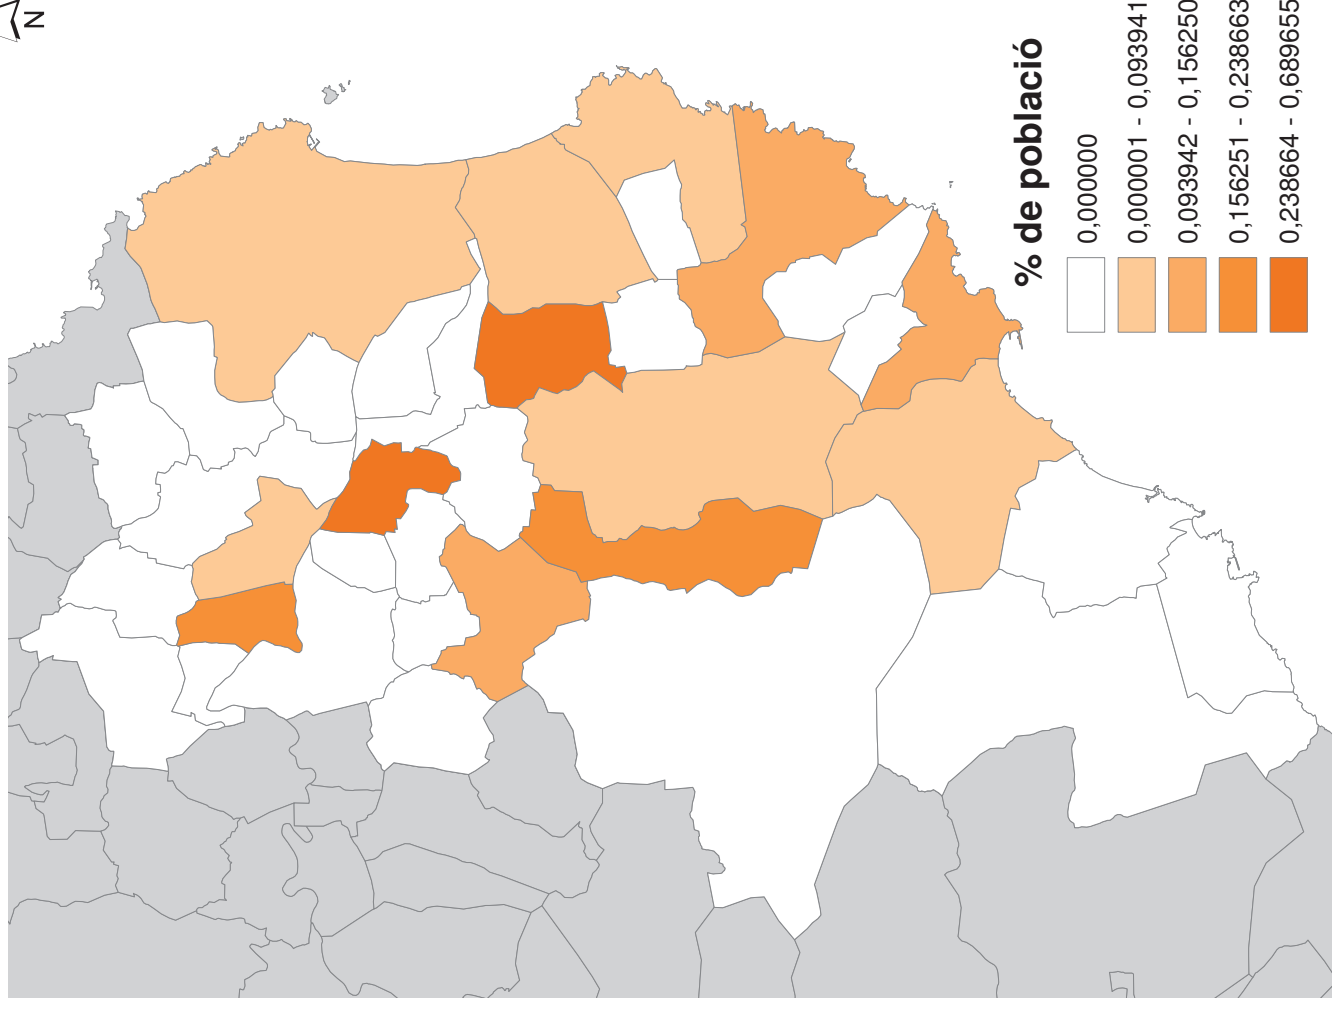 N
% de població
0,000000
0,000001 - 0,093941
0,093942 - 0,156250
0,156251 - 0,238663
0,238664 - 0,689655